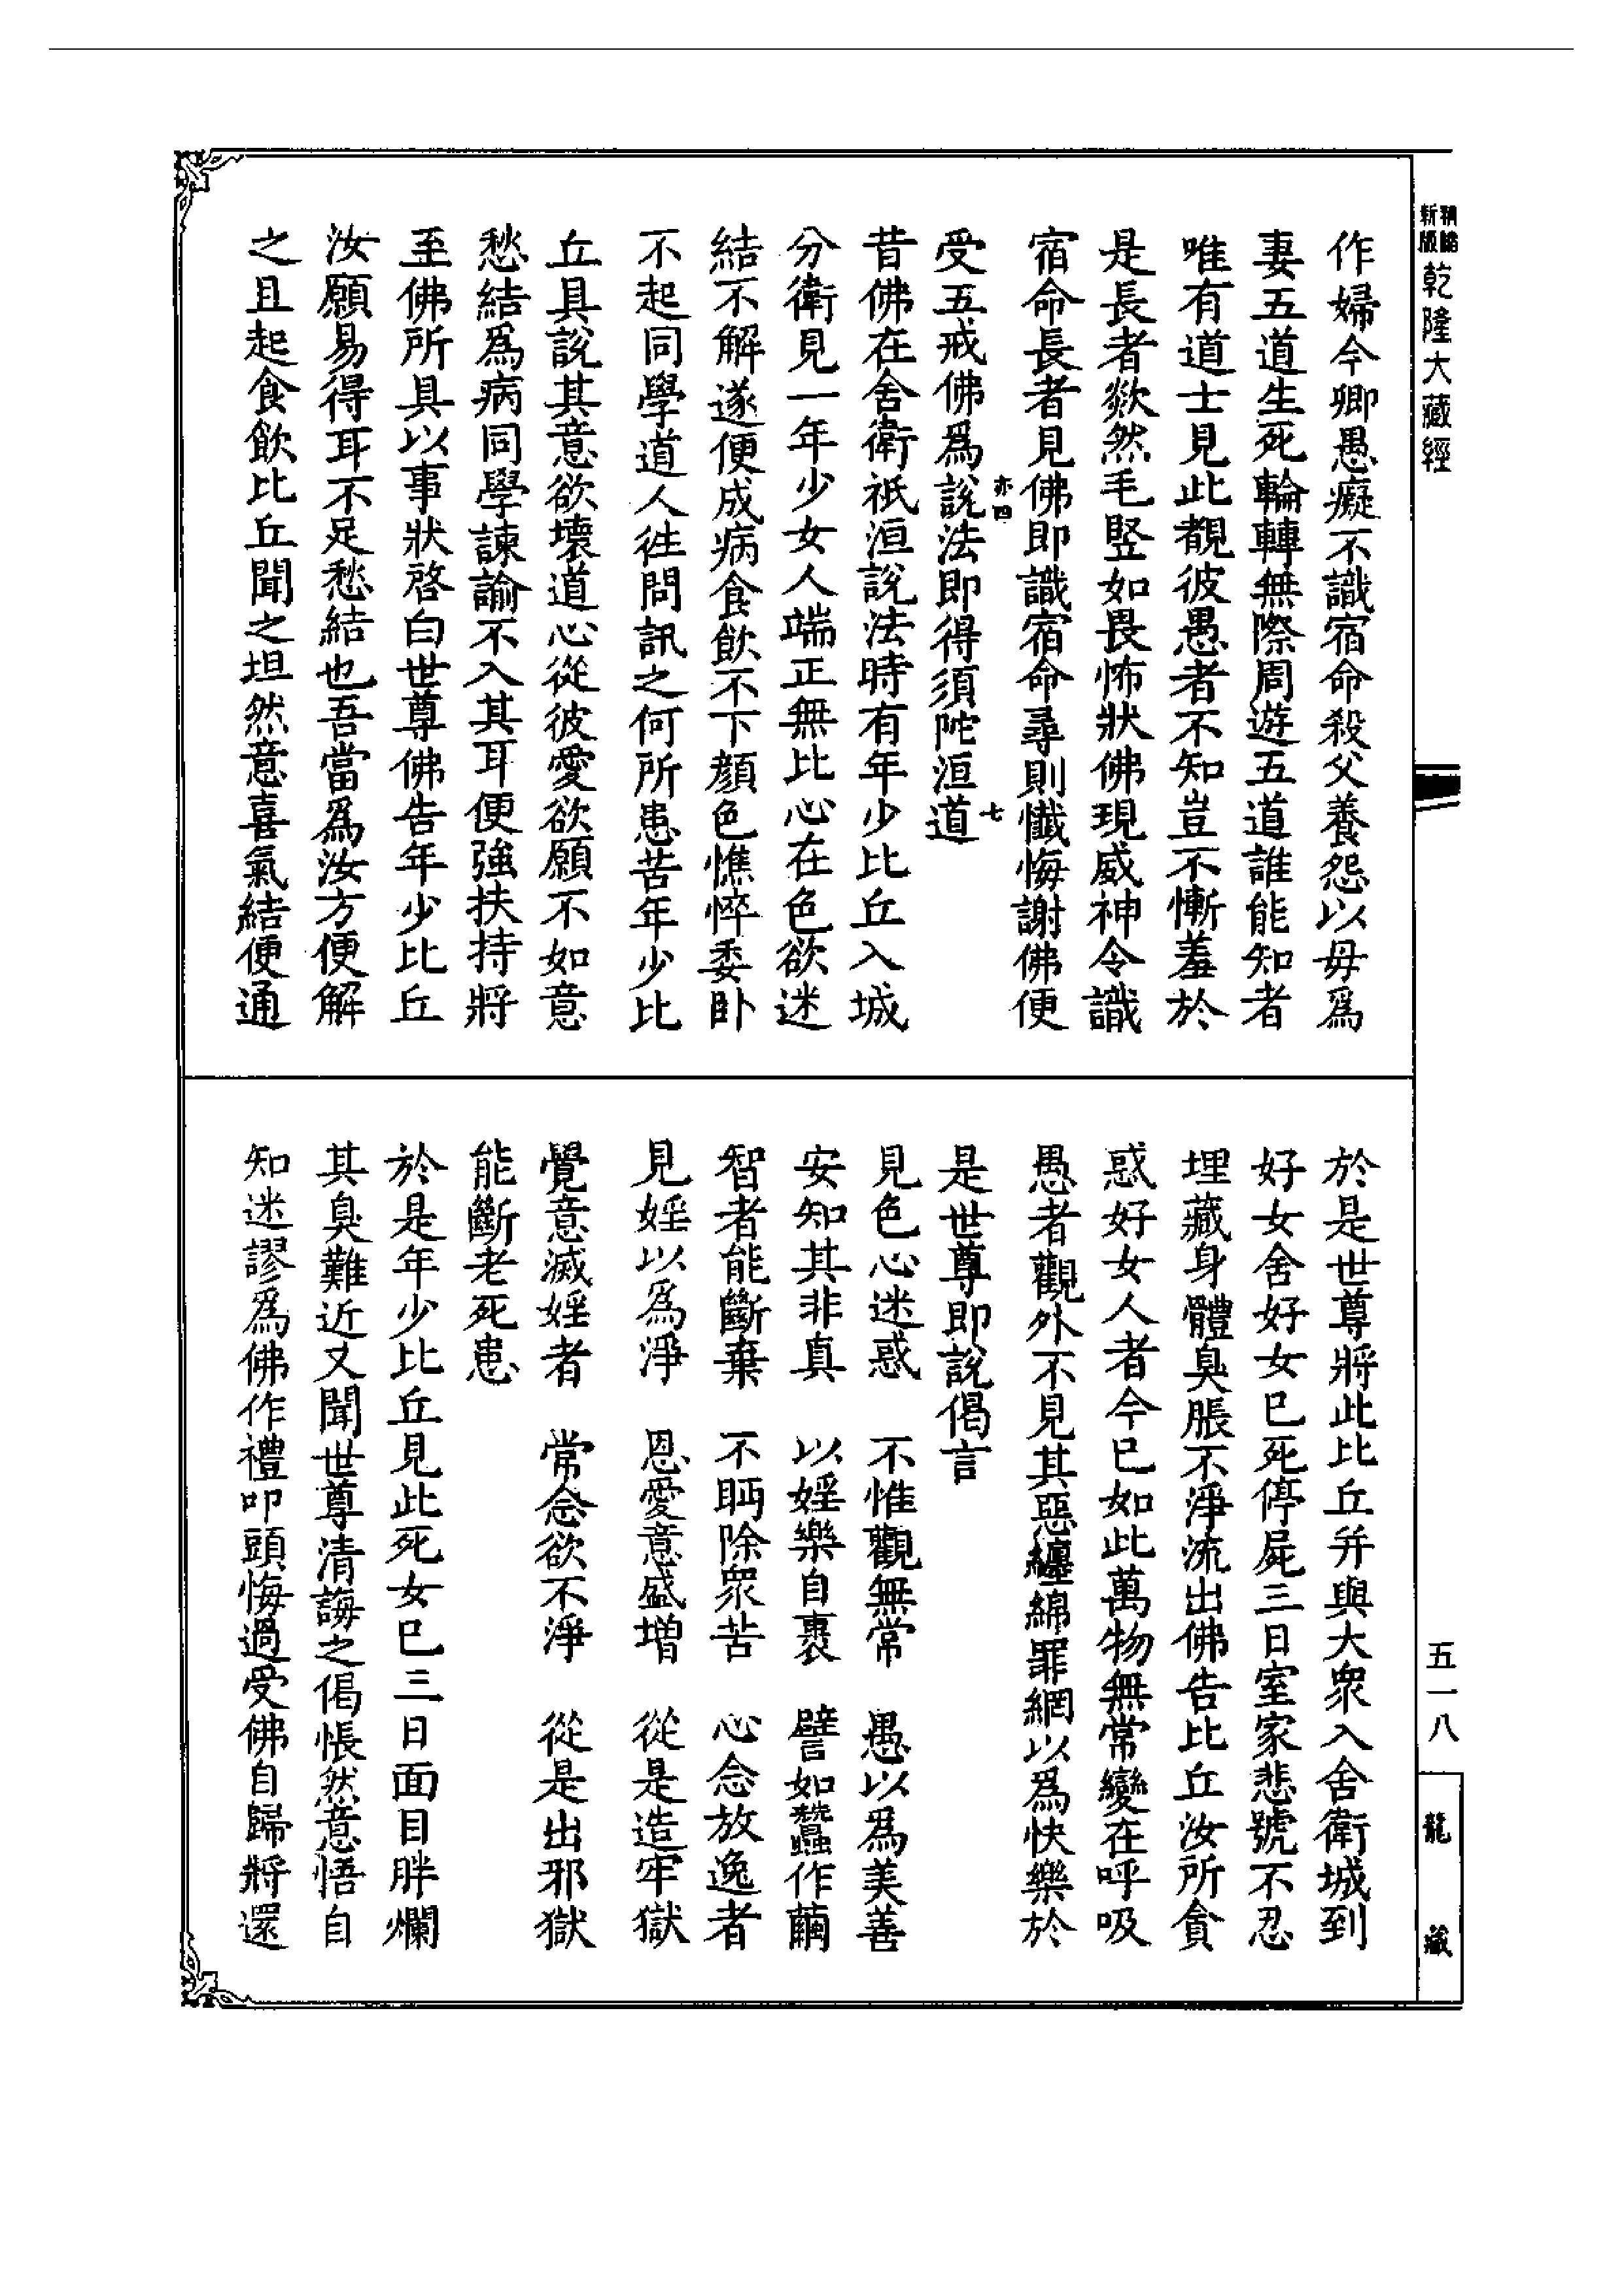 新版
乾隆大藏經
作婦今卿愚癡不識宿命殺父養怨以母爲
妻五道生死輪轉無際周遊五道誰能知者
唯有道士見此覩彼愚者不知豈不慚羞於
是長者欻然毛竪如畏怖狀佛現威神令識
宿命長者見佛即識宿命尋則懺悔謝佛便
亦四
七
受五戒佛爲說法即得須陀洹道
昔佛在舍衛祇洹說法時有年少比丘入城
分衛見一年少女人端正無比心在色欲迷
結不解遂便成病食飲不下顏色憔悴委卧
不起同學道人徃問訊之何所患苦年少比
丘具說其意欲壞道心從彼愛欲願不如意
愁結爲病同學諫諭不入其耳便強扶持將
至佛所具以事狀啓白世尊佛告年少比丘
汝願易得耳不足愁結也吾當爲汝方便解
之且起食飲比丘聞之坦然意喜氣結便通
於是世尊將此比丘并與大衆入舍衛城到
好女舍好女已死停屍三日室家悲號不忍
埋藏身體臭脹不淨流出佛告比丘汝所貪
惑好女人者今已如此萬物無常變在呼吸
愚者觀外不見其惡纏綿罪網以爲快樂於
是世尊即說偈言
見色心迷惑　不惟觀無常　愚以爲美善
安知其非真　以婬樂自裹　譬如蠶作繭
智者能斷棄　不眄除衆苦　心念放逸者
見婬以爲淨　恩愛意盛增　從是造牢獄
覺意滅婬者　常念欲不淨　從是出邪獄
能斷老死患
於是年少比丘見此死女已三日面目胖爛
其臭難近又聞世尊清誨之偈悵然意悟自
知迷謬爲佛作禮叩頭悔過受佛自歸將還
五一八
龍藏